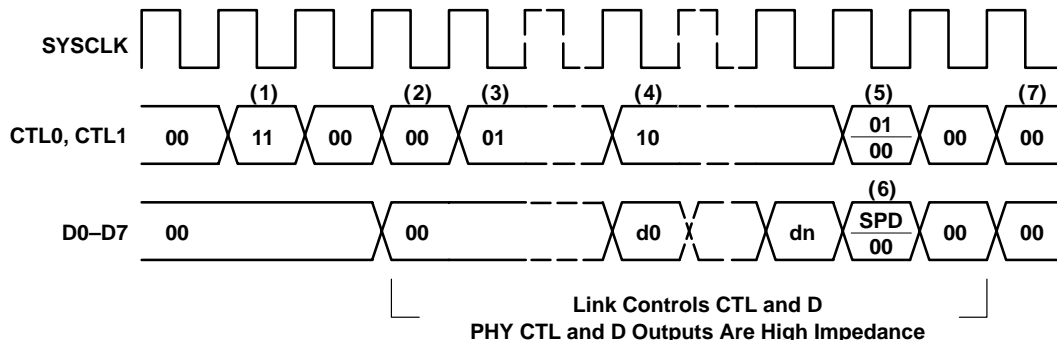 SYSCLK
(1) (2) (3) (4) (5) (7)
CTL0, CTL1 00 11 00 00 01 10 01 00 00 00
(6)
D0–D7 00 00 d0 dn SPD 00 00 00
Link Controls CTL and D
PHY CTL and D Outputs Are High Impedance